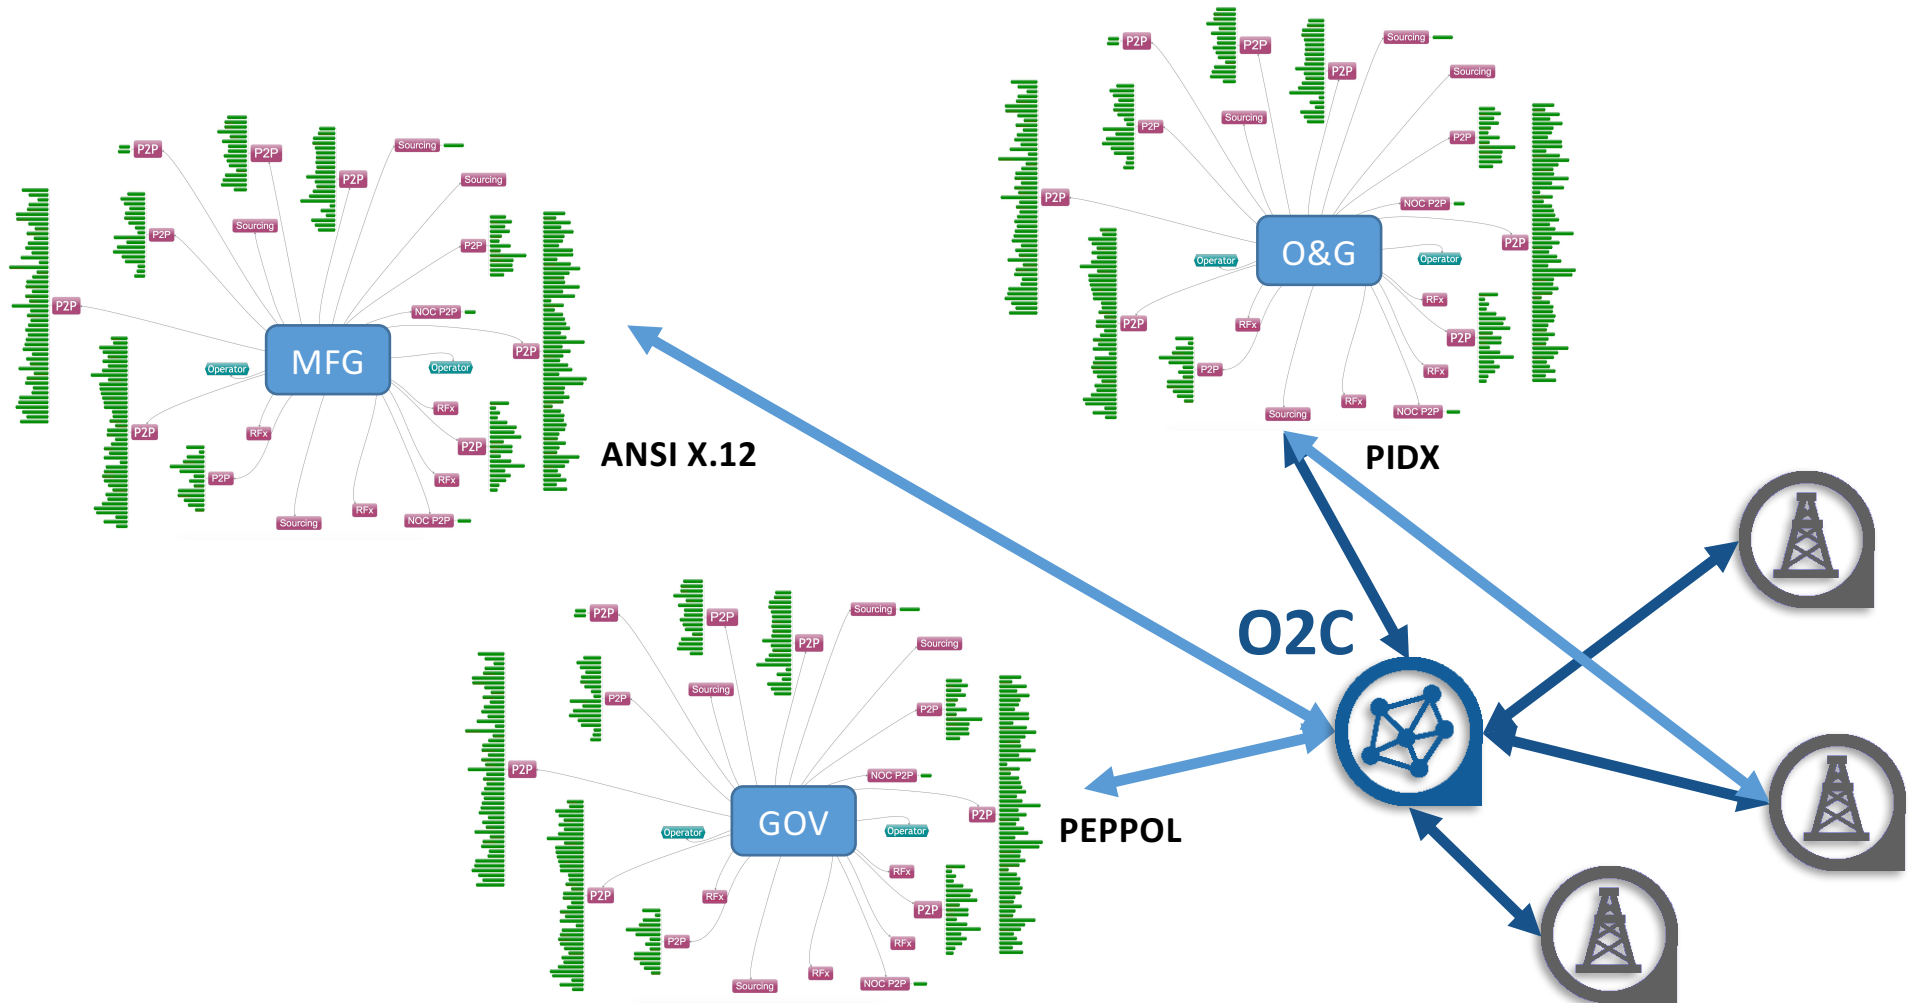 P2P
P2P
P2P
Sourcing
Sourcing
P2P
Sourcing
P2P
P2P
NOC P2P
P2P
O&G
Operator
Operator
P2P
RFx
RFx
P2P
P2P
RFx
Sourcing
RFx
NOC P2P
PIDX
P2P
P2P
P2P
Sourcing
Sourcing
P2P
Sourcing
P2P
P2P
NOC P2P
P2P
MFG
Operator
Operator
P2P
RFx
RFx
P2P
P2P
RFx
Sourcing
RFx
NOC P2P
ANSI X.12
O2C
P2P
P2P
P2P
Sourcing
Sourcing
P2P
Sourcing
P2P
P2P
NOC P2P
P2P
GOV
Operator
Operator
P2P
RFx
RFx
P2P
P2P
RFx
Sourcing
RFx
NOC P2P
PEPPOL